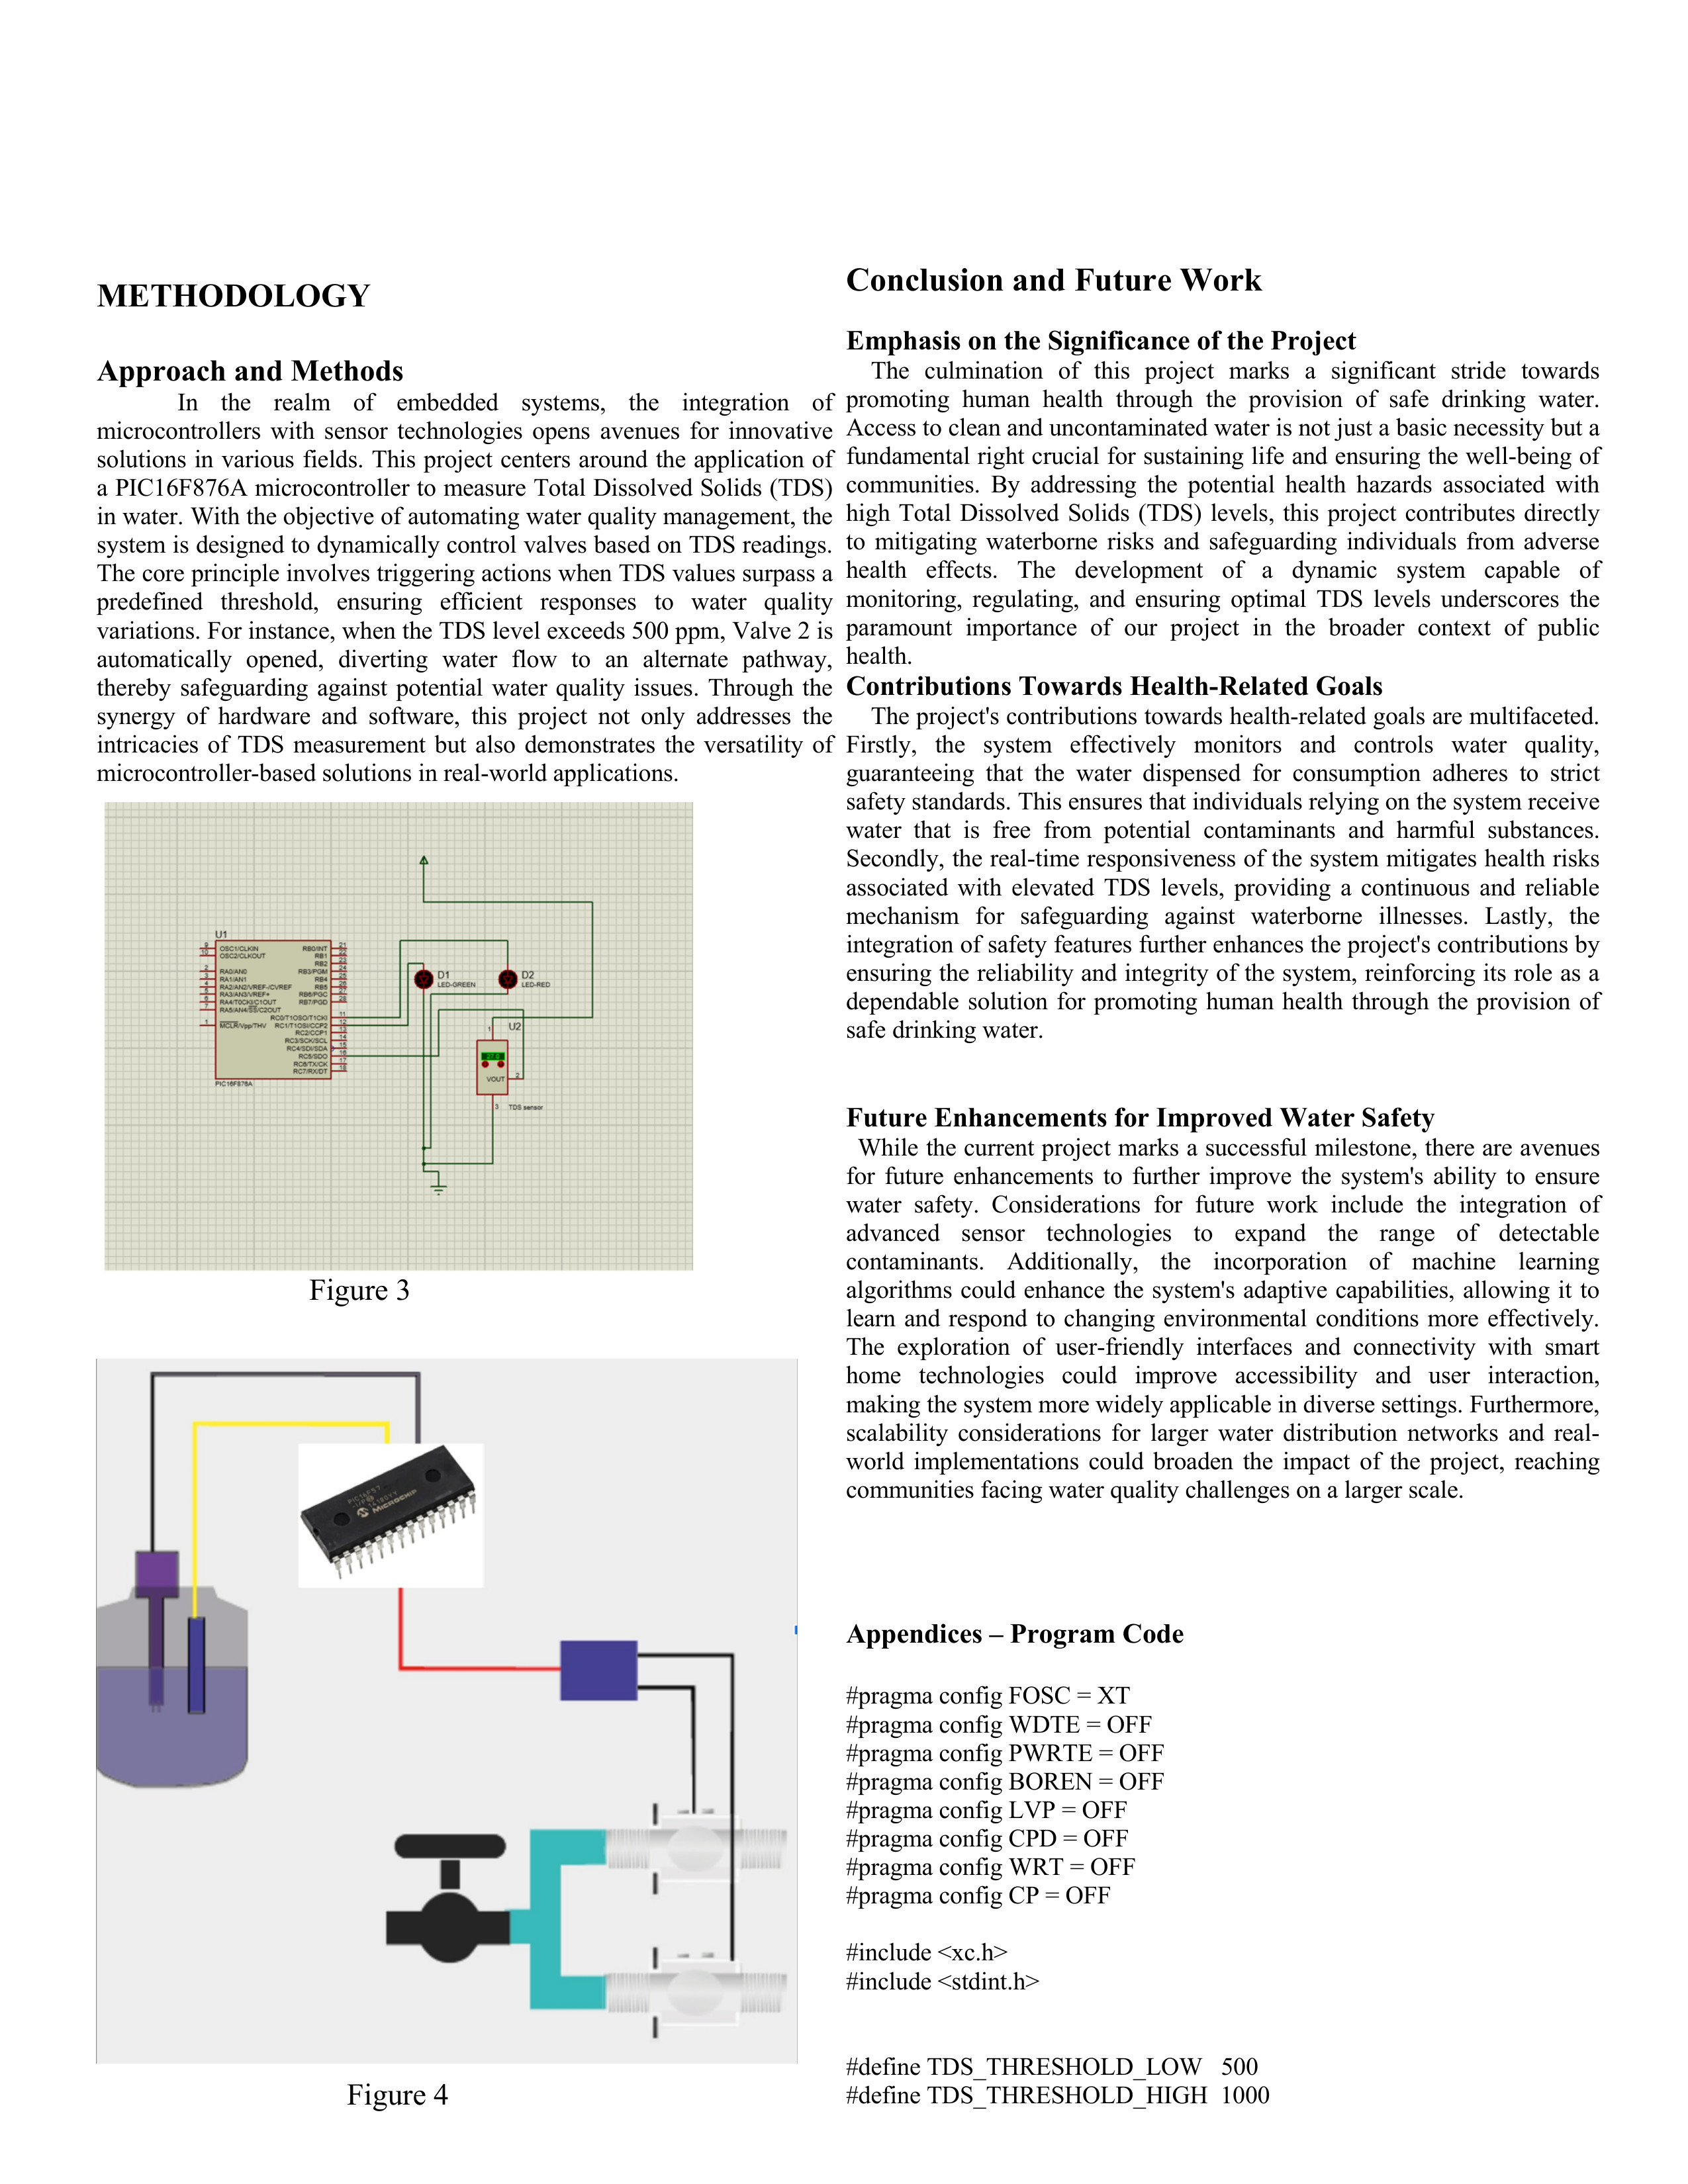 METHODOLOGY
Approach and Methods
In the realm of embedded systems, the integration of
microcontrollers with sensor technologies opens avenues for innovative
solutions in various fields. This project centers around the application of
a PIC16F876A microcontroller to measure Total Dissolved Solids (TDS)
in water. With the objective of automating water quality management, the
system is designed to dynamically control valves based on TDS readings.
The core principle involves triggering actions when TDS values surpass a
predefined threshold, ensuring efficient responses to water quality
variations. For instance, when the TDS level exceeds 500 ppm, Valve 2 is
automatically opened, diverting water flow to an alternate pathway,
thereby safeguarding against potential water quality issues. Through the
synergy of hardware and software, this project not only addresses the
intricacies of TDS measurement but also demonstrates the versatility of
microcontroller-based solutions in real-world applications.
U1
OSC1/CLKIN
OSC2/CLKOUT
RA0/AN0
RA1/AN1
RA2/AN2/VREF-/CVREF
RA3/AN3/VREF+
RA4/T0CKI/C1OUT
RA5/AN4/SS/C2OUT
MCLR/Vpp/THV
RB0/INT
RB1
RB2
RB3/PGM
RB4
RB5
RB6/PGC
RB7/PGD
RC0/T1OSO/T1CKI
RC1/T1OSI/CCP2
RC2/CCP1
RC3/SCK/SCL
RC4/SDI/SDA
RC5/SDO
RC6/TX/CK
RC7/RX/DT
PIC16F876A
D1
LED-GREEN
D2
LED-RED
U2
1
VOUT
2
3
TDS sensor
Figure 3
MICROCHIP
Figure 4
Conclusion and Future Work
Emphasis on the Significance of the Project
The culmination of this project marks a significant stride towards
promoting human health through the provision of safe drinking water.
Access to clean and uncontaminated water is not just a basic necessity but a
fundamental right crucial for sustaining life and ensuring the well-being of
communities. By addressing the potential health hazards associated with
high Total Dissolved Solids (TDS) levels, this project contributes directly
to mitigating waterborne risks and safeguarding individuals from adverse
health effects. The development of a dynamic system capable of
monitoring, regulating, and ensuring optimal TDS levels underscores the
paramount importance of our project in the broader context of public
health.
Contributions Towards Health-Related Goals
The project's contributions towards health-related goals are multifaceted.
Firstly, the system effectively monitors and controls water quality,
guaranteeing that the water dispensed for consumption adheres to strict
safety standards. This ensures that individuals relying on the system receive
water that is free from potential contaminants and harmful substances.
Secondly, the real-time responsiveness of the system mitigates health risks
associated with elevated TDS levels, providing a continuous and reliable
mechanism for safeguarding against waterborne illnesses. Lastly, the
integration of safety features further enhances the project's contributions by
ensuring the reliability and integrity of the system, reinforcing its role as a
dependable solution for promoting human health through the provision of
safe drinking water.
Future Enhancements for Improved Water Safety
While the current project marks a successful milestone, there are avenues
for future enhancements to further improve the system's ability to ensure
water safety. Considerations for future work include the integration of
advanced sensor technologies to expand the range of detectable
contaminants. Additionally, the incorporation of machine learning
algorithms could enhance the system's adaptive capabilities, allowing it to
learn and respond to changing environmental conditions more effectively.
The exploration of user-friendly interfaces and connectivity with smart
home technologies could improve accessibility and user interaction,
making the system more widely applicable in diverse settings. Furthermore,
scalability considerations for larger water distribution networks and real-
world implementations could broaden the impact of the project, reaching
communities facing water quality challenges on a larger scale.
Appendices – Program Code
#pragma config FOSC = XT
#pragma config WDTE = OFF
#pragma config PWRTE = OFF
#pragma config BOREN = OFF
#pragma config LVP = OFF
#pragma config CPD = OFF
#pragma config WRT = OFF
#pragma config CP = OFF
#include <xc.h>
#include <stdint.h>
#define TDS_THRESHOLD_LOW   500
#define TDS_THRESHOLD_HIGH  1000